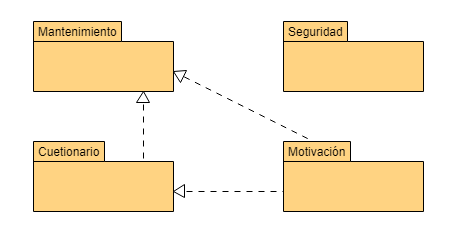 Mantenimiento
Seguridad
Cuetionario
Motivación